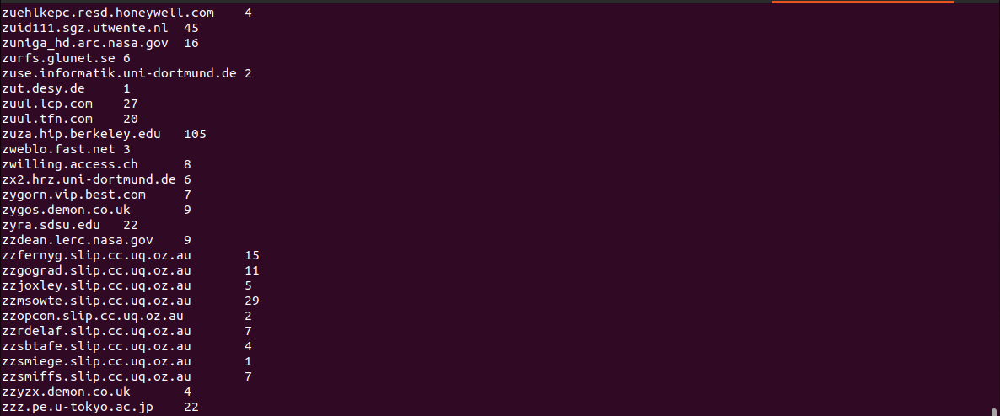 zuehlkepc.resd.honeywell.com    4
zuid111.sgz.utwente.nl  45
zuniga_hd.arc.nasa.gov  16
zurfs.glunet.se 6
zuse.informatik.uni-dortmund.de 2
zut.desy.de     1
zuul.lcp.com    27
zuul.tfn.com    20
zuza.hip.berkeley.edu   105
zweblo.fast.net 3
zwilling.access.ch      8
zx2.hrz.uni-dortmund.de 6
zygorn.vip.best.com     7
zygos.demon.co.uk       9
zyra.sdsu.edu   22
zzdean.lerc.nasa.gov    9
zzfernyg.slip.cc.uq.oz.au       15
zzgograd.slip.cc.uq.oz.au       11
zzjoxley.slip.cc.uq.oz.au       5
zzmsowte.slip.cc.uq.oz.au       29
zzopcom.slip.cc.uq.oz.au        2
zzrdelaf.slip.cc.uq.oz.au       7
zzsbtafe.slip.cc.uq.oz.au       4
zzsmiege.slip.cc.uq.oz.au       1
zzsmiffs.slip.cc.uq.oz.au       7
zzyzx.demon.co.uk       4
zzz.pe.u-tokyo.ac.jp    22